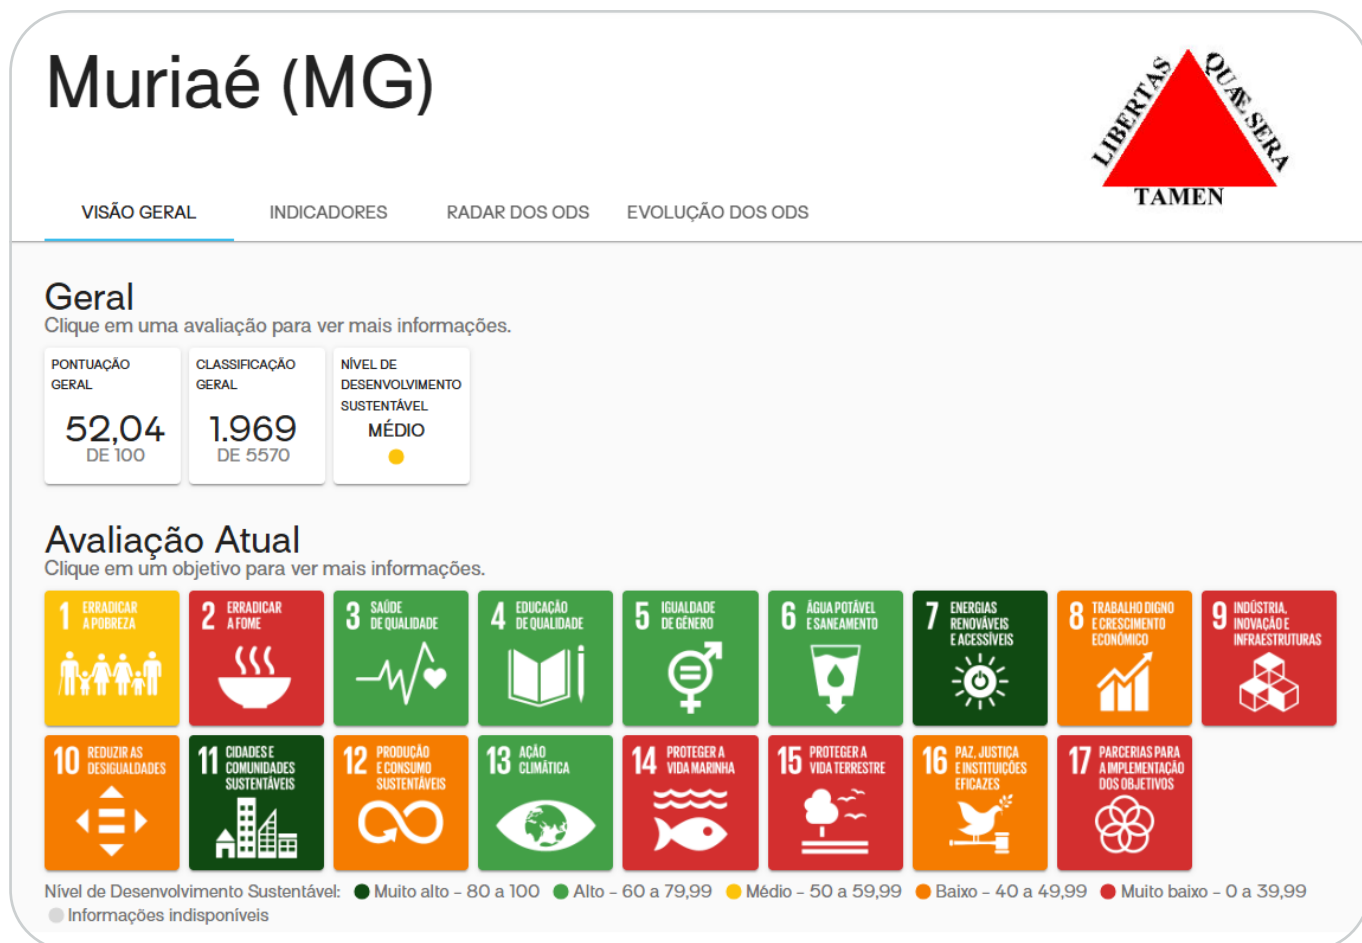 Muriaé (MG)
LIBERTAS QUAE SERA TAMEN
VISÃO GERAL
INDICADORES
RADAR DOS ODS
EVOLUÇÃO DOS ODS
Geral
Clique em uma avaliação para ver mais informações.
PONTUAÇÃO
GERAL
52,04
DE 100
CLASSIFICAÇÃO
GERAL
1.969
DE 5570
NÍVEL DE
DESENVOLVIMENTO
SUSTENTÁVEL
MÉDIO
Avaliação Atual
Clique em um objetivo para ver mais informações.
1 ERRADICAR
A POBREZA
2 ERRADICAR
A FOME
3 SAÚDE
DE QUALIDADE
4 EDUCAÇÃO
DE QUALIDADE
5 IGUALDADE
DE GÉNERO
6 ÁGUA POTÁVEL
E SANEAMENTO
7 ENERGIAS
RENOVÁVEIS
E ACESSÍVEIS
8 TRABALHO DIGNO
E CRESCIMENTO
ECONÓMICO
9 INDÚSTRIA,
INOVAÇÃO E
INFRAESTRUTURAS
10 REDUZIR AS
DESIGUALDADES
11 CIDADES E
COMUNIDADES
SUSTENTÁVEIS
12 PRODUÇÃO
E CONSUMO
SUSTENTÁVEIS
13 AÇÃO
CLIMÁTICA
14 PROTEGER A
VIDA MARINHA
15 PROTEGER A
VIDA TERRESTRE
16 PAZ, JUSTIÇA
E INSTITUIÇÕES
EFICAZES
17 PARCERIAS PARA
A IMPLEMENTAÇÃO
DOS OBJETIVOS
Nível de Desenvolvimento Sustentável: Muito alto - 80 a 100 Alto - 60 a 79,99 Médio - 50 a 59,99 Baixo - 40 a 49,99 Muito baixo - 0 a 39,99
Informações indisponíveis